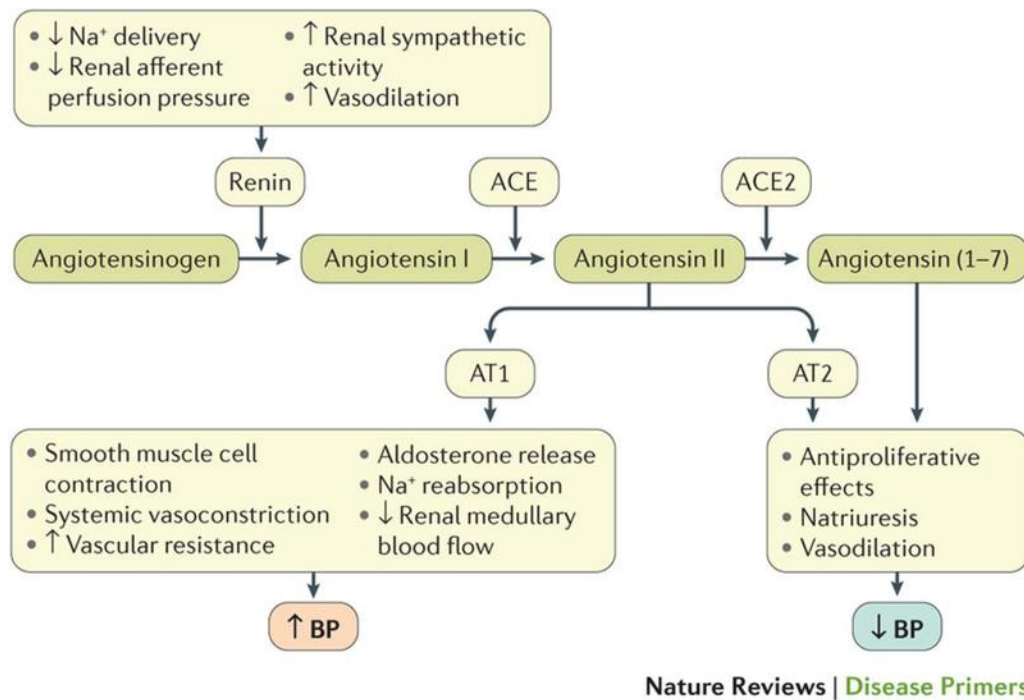 • ↓ Na⁺ delivery
• ↓ Renal afferent
perfusion pressure
• ↑ Renal sympathetic
activity
• ↑ Vasodilation
Renin
ACE
ACE2
Angiotensinogen
Angiotensin I
Angiotensin II
Angiotensin (1–7)
AT1
AT2
• Smooth muscle cell
contraction
• Systemic vasoconstriction
• ↑ Vascular resistance
• Aldosterone release
• Na⁺ reabsorption
• ↓ Renal medullary
blood flow
• Antiproliferative
effects
• Natriuresis
• Vasodilation
↑ BP
↓ BP
Nature Reviews | Disease Primers